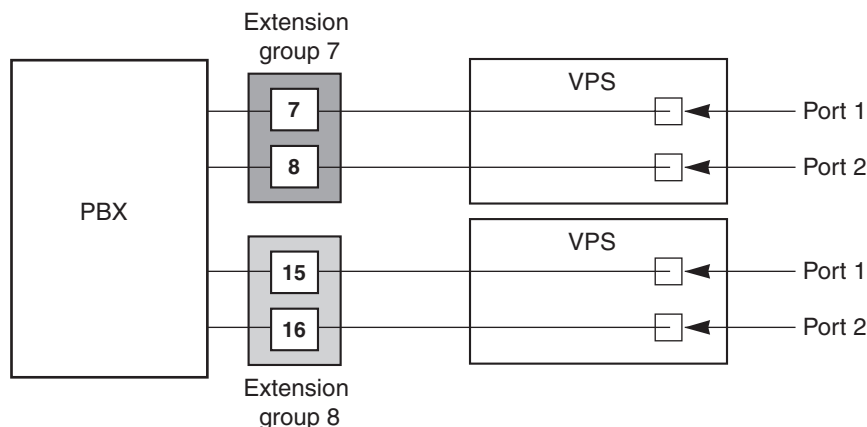 Extension
group 7
PBX
7
8
VPS
Port 1
Port 2
15
16
VPS
Port 1
Port 2
Extension
group 8